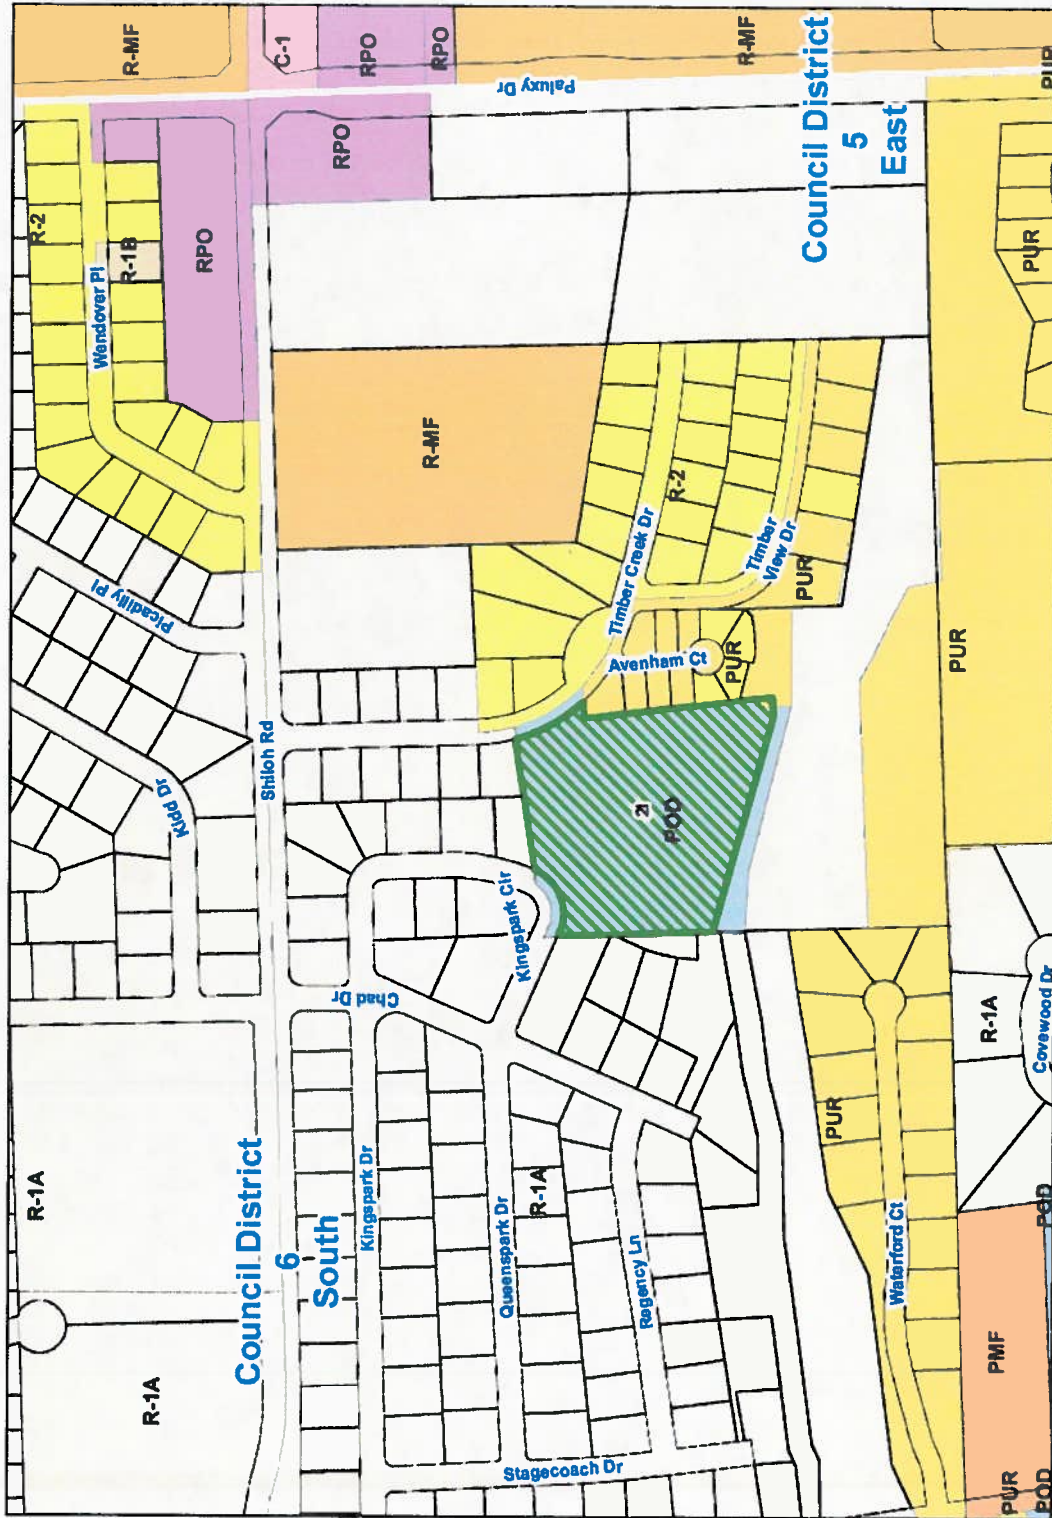 R-MF
C-1
RPO
RPO
R-MF
PUR
Paluxy Dr
Council District
5
East
R-2
Wendover Pl
R-1B
RPO
RPO
PUR
R-MF
R-2
Timber Creek Dr
Timber
View Dr
PUR
Picadilly Pl
Avenham Ct
PUR
PUR
Kidd Dr
Shiloh Rd
21
POD
Kingspark Cir
Chad Dr
R-1A
Covewood Dr
PUR
R-1A
Council District
6
South
Kingspark Dr
Queenspark Dr
R-1A
Regency Ln
Waterford Ct
POD
R-1A
PMF
Stagecoach Dr
PUR
POD